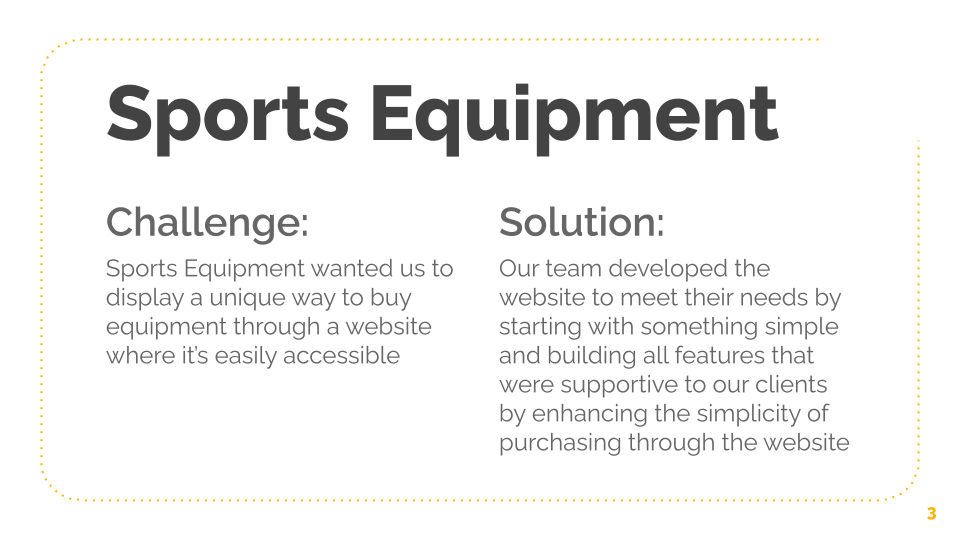 Sports Equipment
Challenge:
Sports Equipment wanted us to
display a unique way to buy
equipment through a website
where it's easily accessible
Solution:
Our team developed the
website to meet their needs by
starting with something simple
and building all features that
were supportive to our clients
by enhancing the simplicity of
purchasing through the website
3